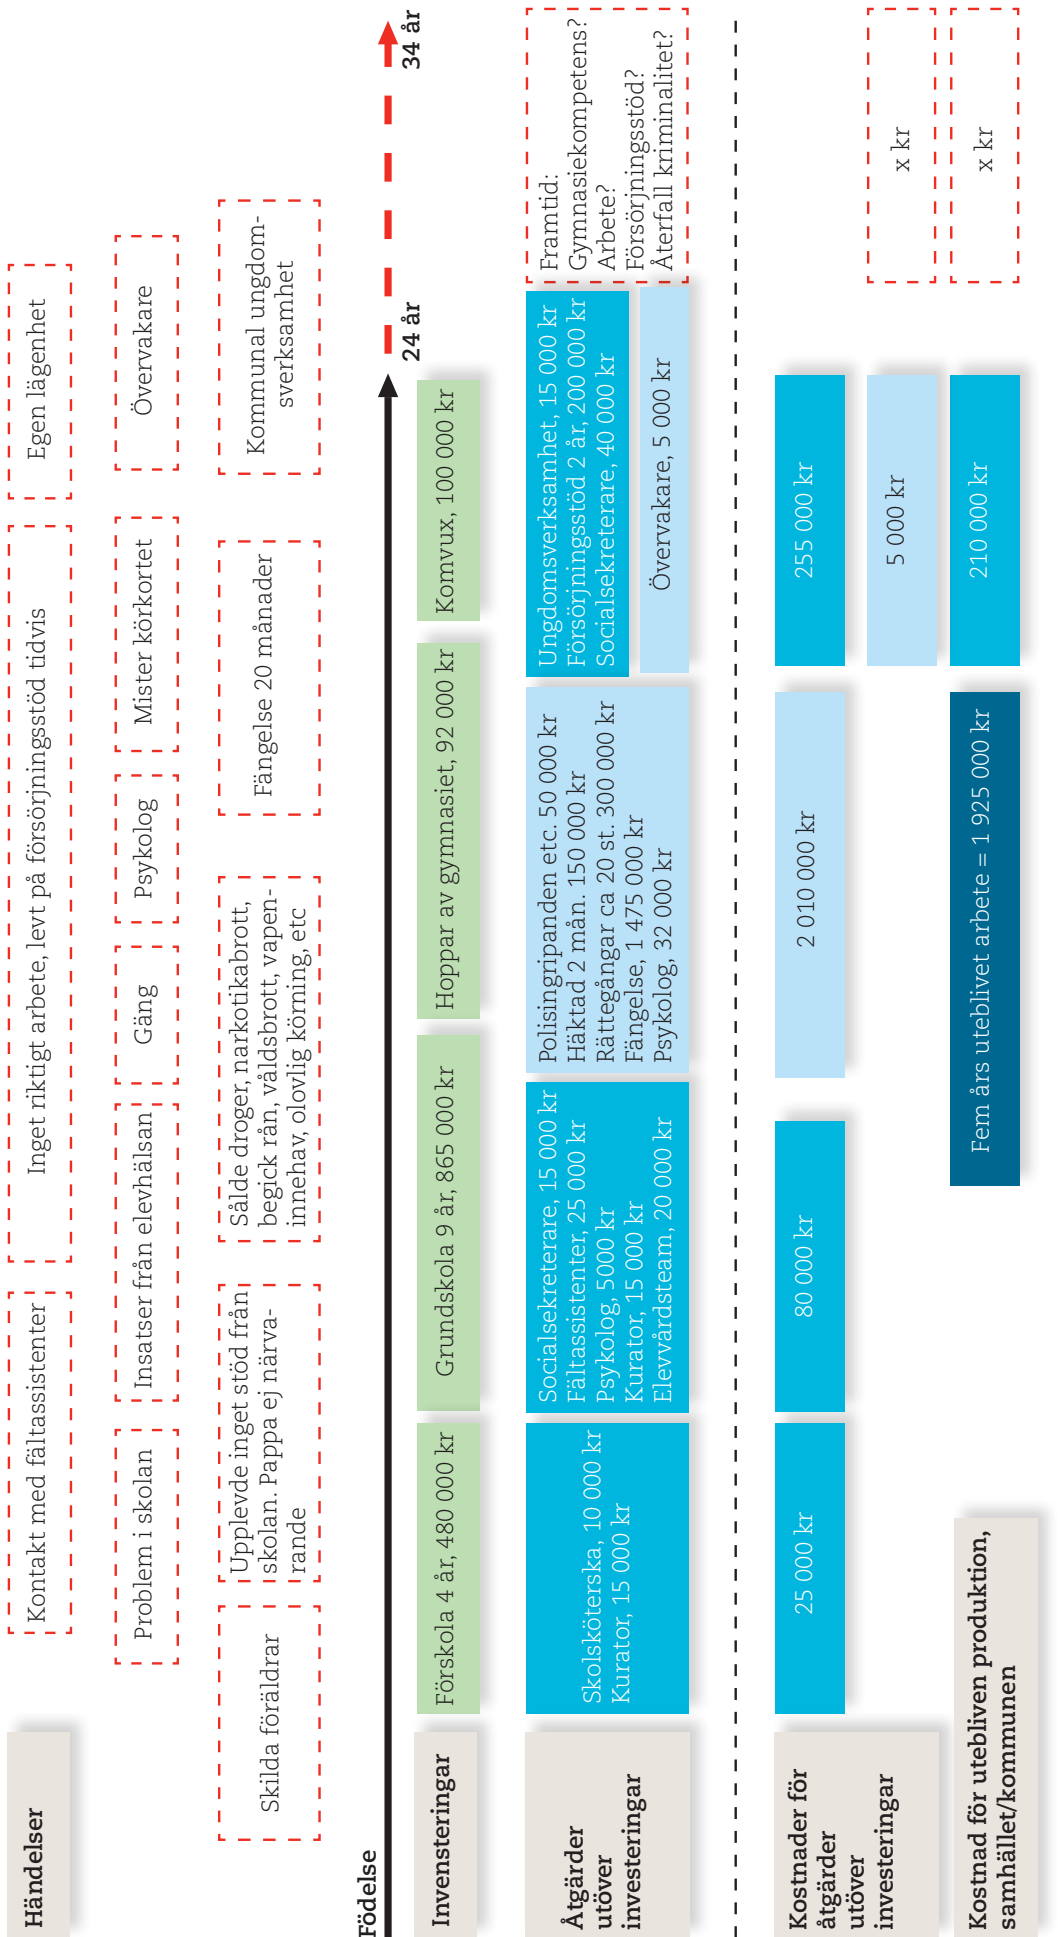 Händelser
Kontakt med fältassistenter
Inget riktigt arbete, levt på försörjningsstöd tidvis
Egen lägenhet
Problem i skolan
Insatser från elevhälsan
Gäng
Psykolog
Mister körkortet
Övervakare
Skilda föräldrar
Upplevde inget stöd från
skolan. Pappa ej närva-
rande
Sålde droger, narkotikabrott,
begick rån, våldsbrott, vapen-
innehav, olovlig körning, etc
Fängelse 20 månader
Kommunal ungdom-
sverksamhet
Födelse
24 år
34 år
Invensteringar
Förskola 4 år, 480 000 kr
Grundskola 9 år, 865 000 kr
Hoppar av gymnasiet, 92 000 kr
Komvux, 100 000 kr
Åtgärder
utöver
investeringar
Skolsköterska, 10 000 kr
Kurator, 15 000 kr
Socialsekreterare, 15 000 kr
Fältassistenter, 25 000 kr
Psykolog, 5000 kr
Kurator, 15 000 kr
Elevvårdsteam, 20 000 kr
Polisingripanden etc. 50 000 kr
Häktad 2 mån. 150 000 kr
Rättegångar ca 20 st. 300 000 kr
Fängelse, 1 475 000 kr
Psykolog, 32 000 kr
Ungdomsverksamhet, 15 000 kr
Försörjningsstöd 2 år, 200 000 kr
Socialsekreterare, 40 000 kr
Övervakare, 5 000 kr
Framtid:
Gymnasiekompetens?
Arbete?
Försörjningsstöd?
Återfall kriminalitet?
Kostnader för
åtgärder
utöver
investeringar
25 000 kr
80 000 kr
2 010 000 kr
255 000 kr
5 000 kr
x kr
Kostnad för utebliven produktion,
samhället/kommunen
Fem års uteblivet arbete = 1 925 000 kr
210 000 kr
x kr